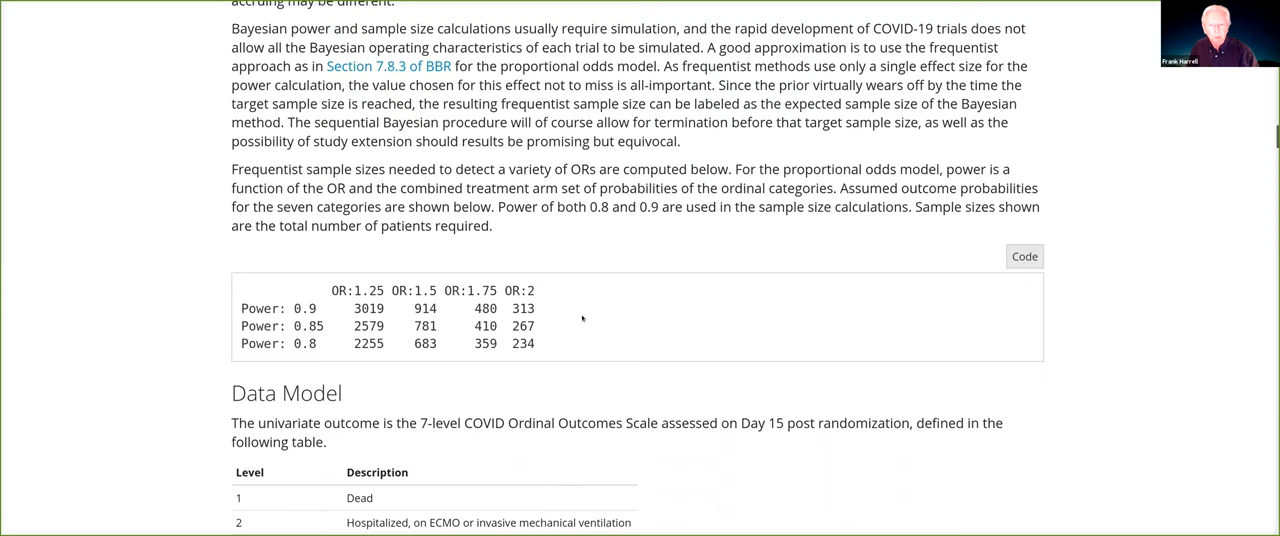 accruing may be different.
Bayesian power and sample size calculations usually require simulation, and the rapid development of COVID-19 trials does not
allow all the Bayesian operating characteristics of each trial to be simulated. A good approximation is to use the frequentist
approach as in Section 7.8.3 of BBR for the proportional odds model. As frequentist methods use only a single effect size for the
power calculation, the value chosen for this effect not to miss is all-important. Since the prior virtually wears off by the time the
target sample size is reached, the resulting frequentist sample size can be labeled as the expected sample size of the Bayesian
method. The sequential Bayesian procedure will of course allow for termination before that target sample size, as well as the
possibility of study extension should results be promising but equivocal.
Frequentist sample sizes needed to detect a variety of ORs are computed below. For the proportional odds model, power is a
function of the OR and the combined treatment arm set of probabilities of the ordinal categories. Assumed outcome probabilities
for the seven categories are shown below. Power of both 0.8 and 0.9 are used in the sample size calculations. Sample sizes shown
are the total number of patients required.
Code
OR:1.25 OR:1.5 OR:1.75 OR:2
Power: 0.9 3019 914 480 313
Power: 0.85 2579 781 410 267
Power: 0.8 2255 683 359 234
Data Model
The univariate outcome is the 7-level COVID Ordinal Outcomes Scale assessed on Day 15 post randomization, defined in the
following table.
Level Description
1 Dead
2 Hospitalized, on ECMO or invasive mechanical ventilation
Frank Harrell